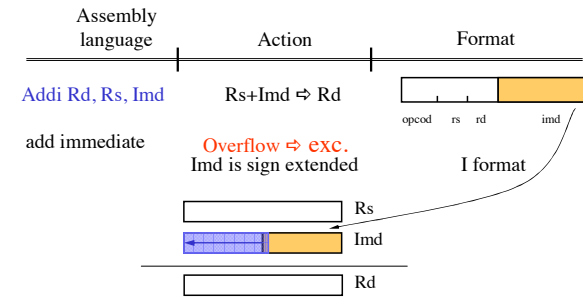 Assembly
language
Action
Format
Addi Rd, Rs, Imd
Rs+Imd ⇨ Rd
opcod rs rd imd
add immediate
Overflow ⇨ exc.
Imd is sign extended
I format
Rs
Imd
Rd